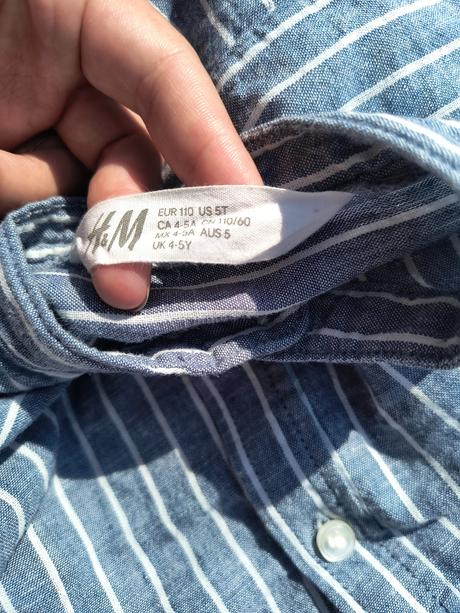 H&M
EUR 110 US 5T
CA 4-5A CN 110/60
MX 4-5A AUS 5
UK 4-5Y